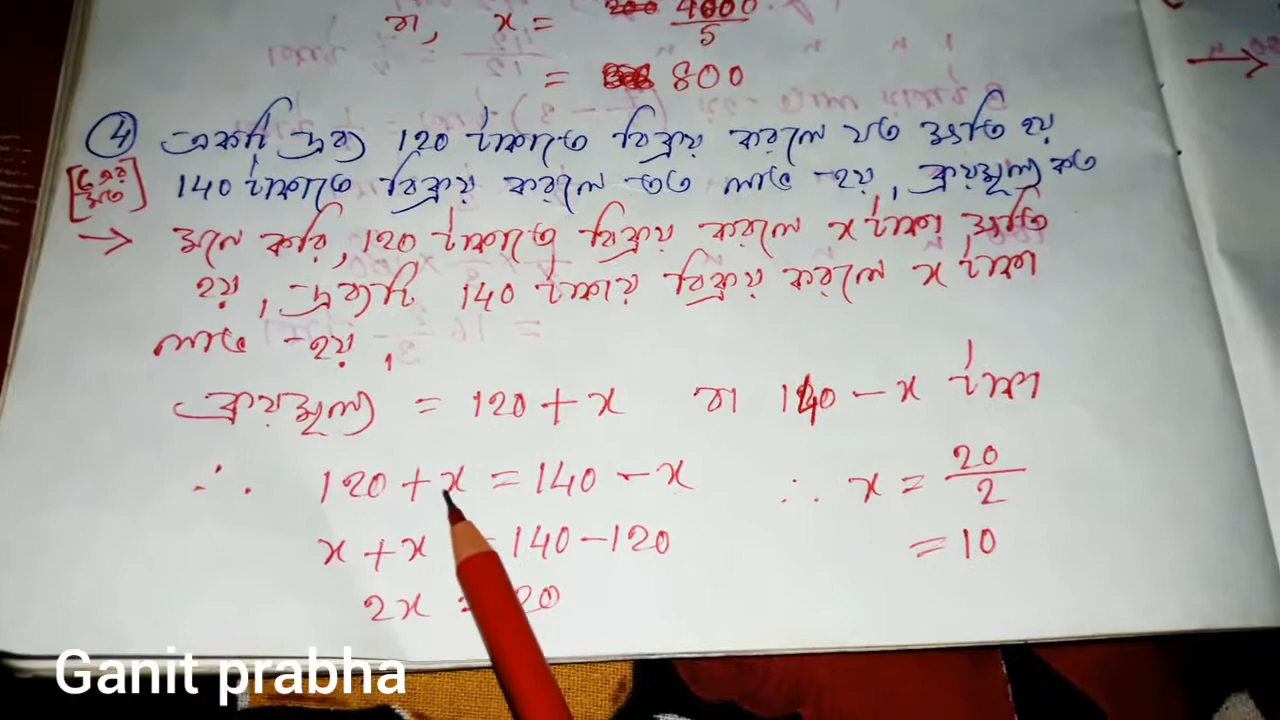 বা, x = 4000/5
= 800
④ একটি দ্রব্য 120 টাকাতে বিক্রয় করলে যত ক্ষতি হয়
140 টাকাতে বিক্রয় করলে তত লাভ হয়, ক্রয়মূল্য কত
→ মনে করি, 120 টাকাতে বিক্রয় করলে x টাকা ক্ষতি
হয়, দ্রব্যটি 140 টাকায় বিক্রয় করলে x টাকা
লাভ হয়,
ক্রয়মূল্য = 120 + x বা 140 - x টাকা
∴ 120 + x = 140 - x ∴ x = 20/2
x + x = 140 - 120 = 10
2x = 20
Ganit prabha